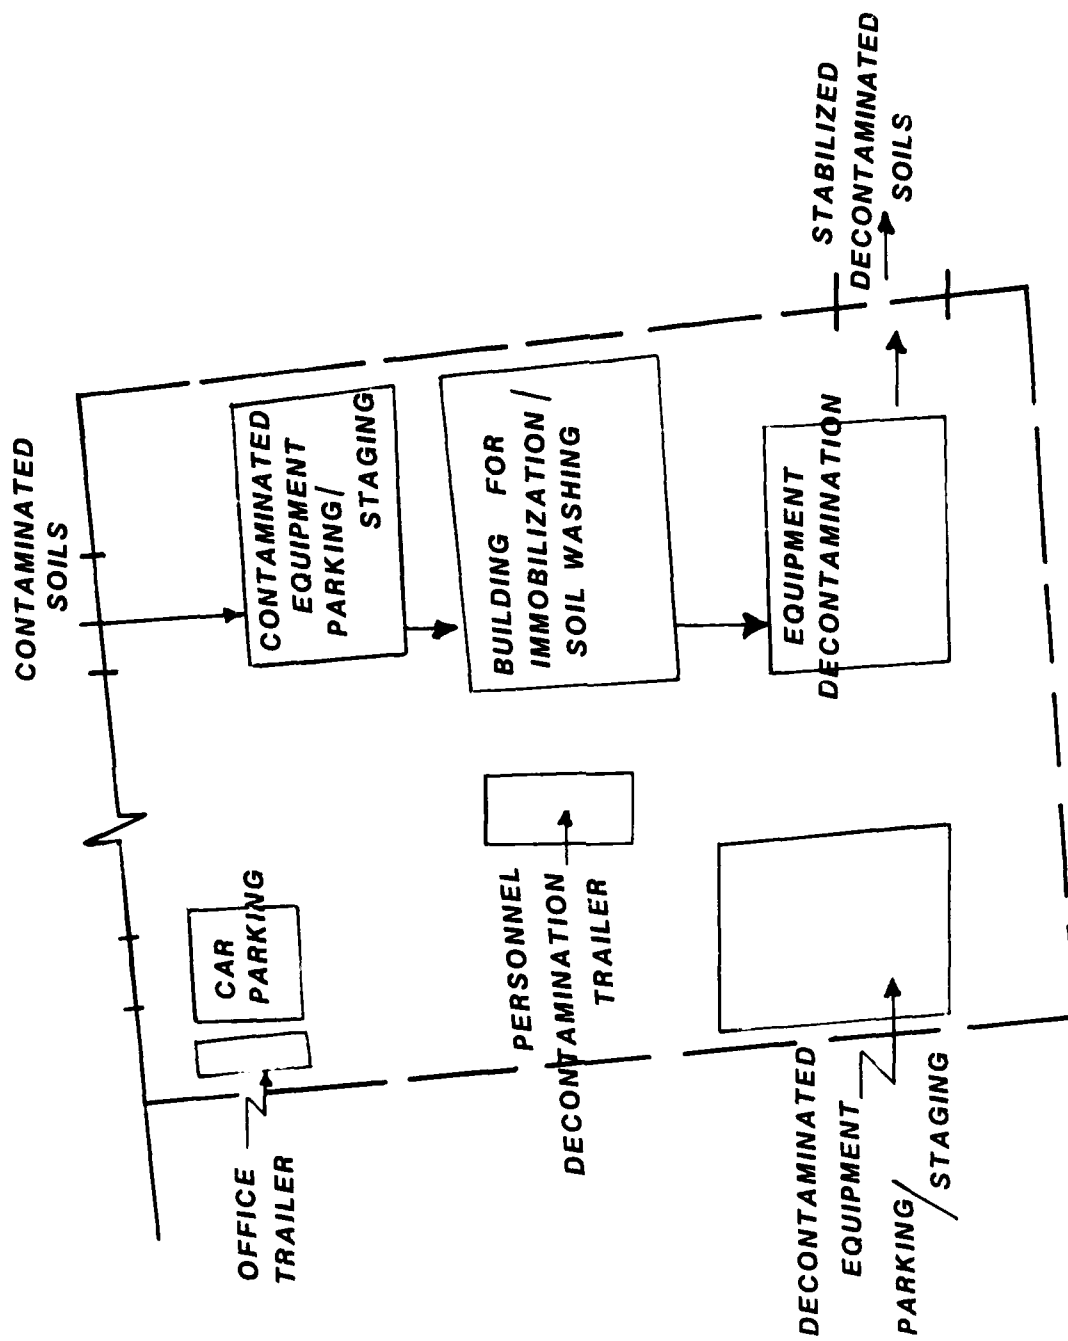 CONTAMINATED
SOILS
CONTAMINATED
EQUIPMENT
PARKING/
STAGING
BUILDING FOR
IMMOBILIZATION/
SOIL WASHING
EQUIPMENT
DECONTAMINATION
STABILIZED
DECONTAMINATED
SOILS
CAR
PARKING
OFFICE
TRAILER
PERSONNEL
DECONTAMINATION
TRAILER
DECONTAMINATED
EQUIPMENT
PARKING/
STAGING